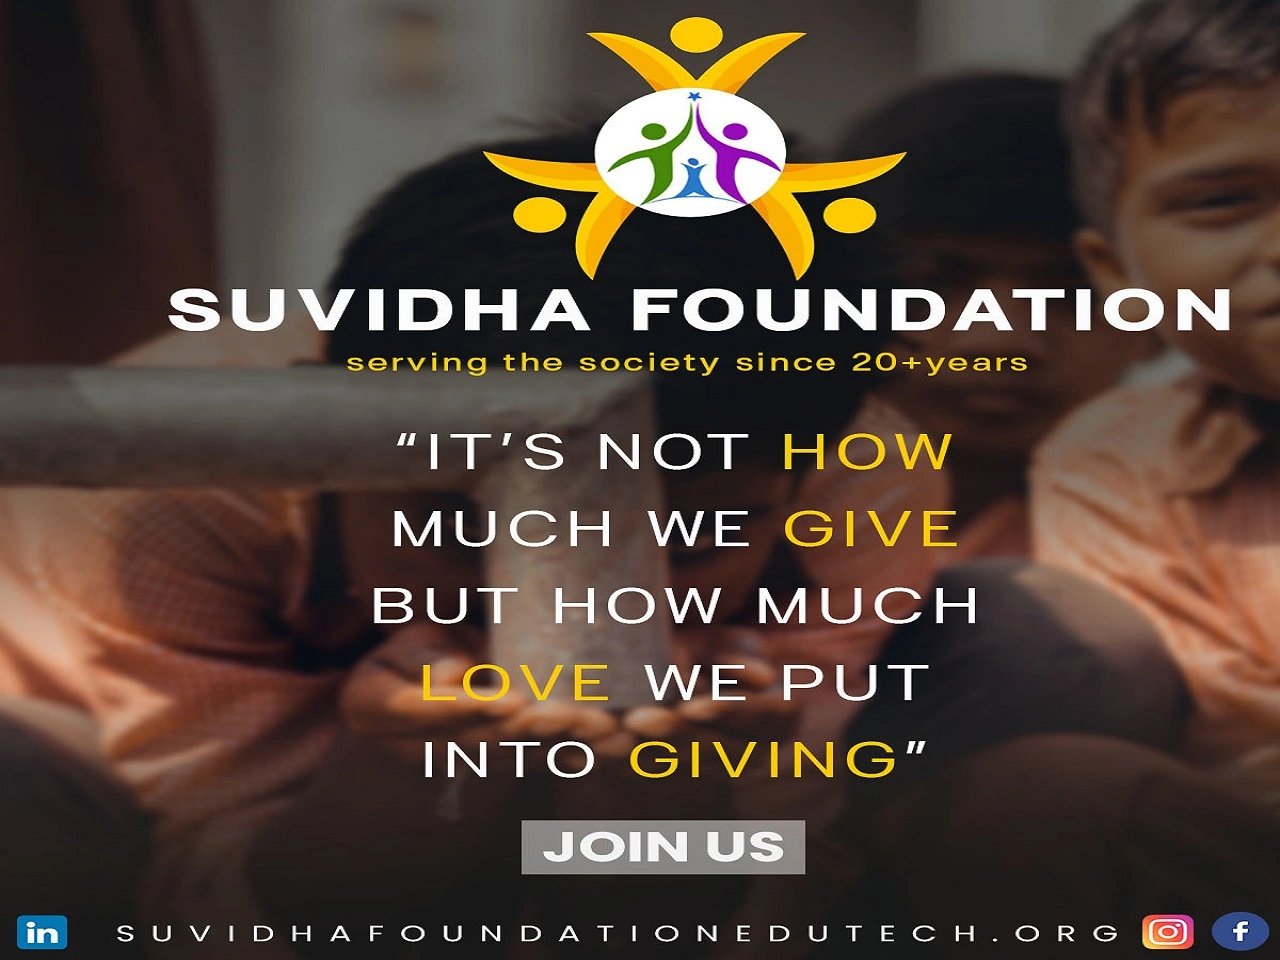 SUVIDHA FOUNDATION
serving the society since 20+years
“IT’S NOT HOW
MUCH WE GIVE
BUT HOW MUCH
LOVE WE PUT
INTO GIVING”
JOIN US
in SUVIDHAFOUNDATIONEDUTECH.ORG f